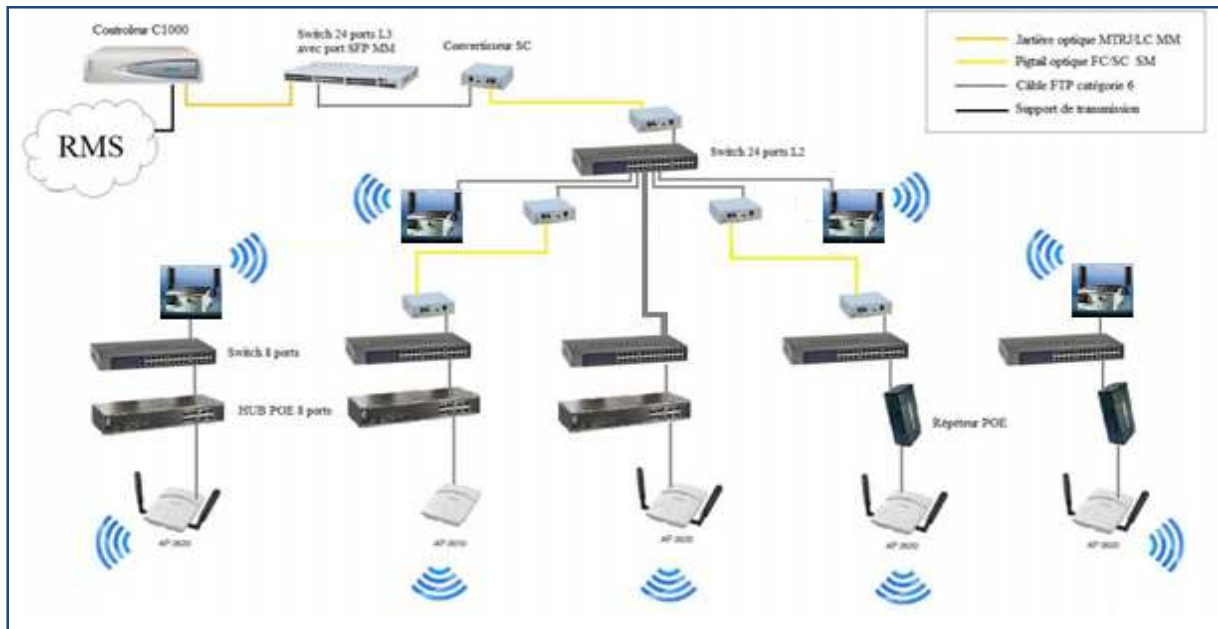 Controleur C1000
Switch 24 ports L3
avec port SFP MM
Convertisseur SC
Jartière optique MTRJ/LC MM
Pigtail optique FC/SC SM
Câble FTP catégorie 6
Support de transmission
RMS
Switch 24 ports L2
Switch 8 ports
HUB POE 8 ports
Répeteur POE
AP 2620
AP 2610
AP 2620
AP 2620
AP 2620